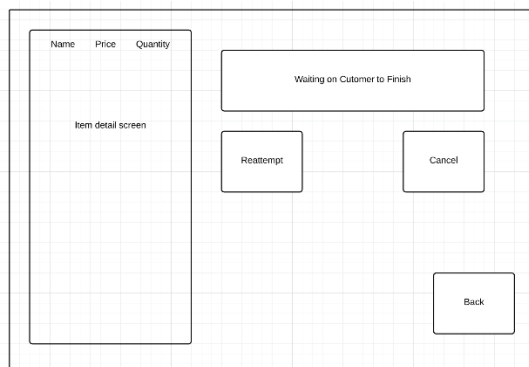 Name Price Quantity
Item detail screen
Waiting on Cutomer to Finish
Reattempt
Cancel
Back